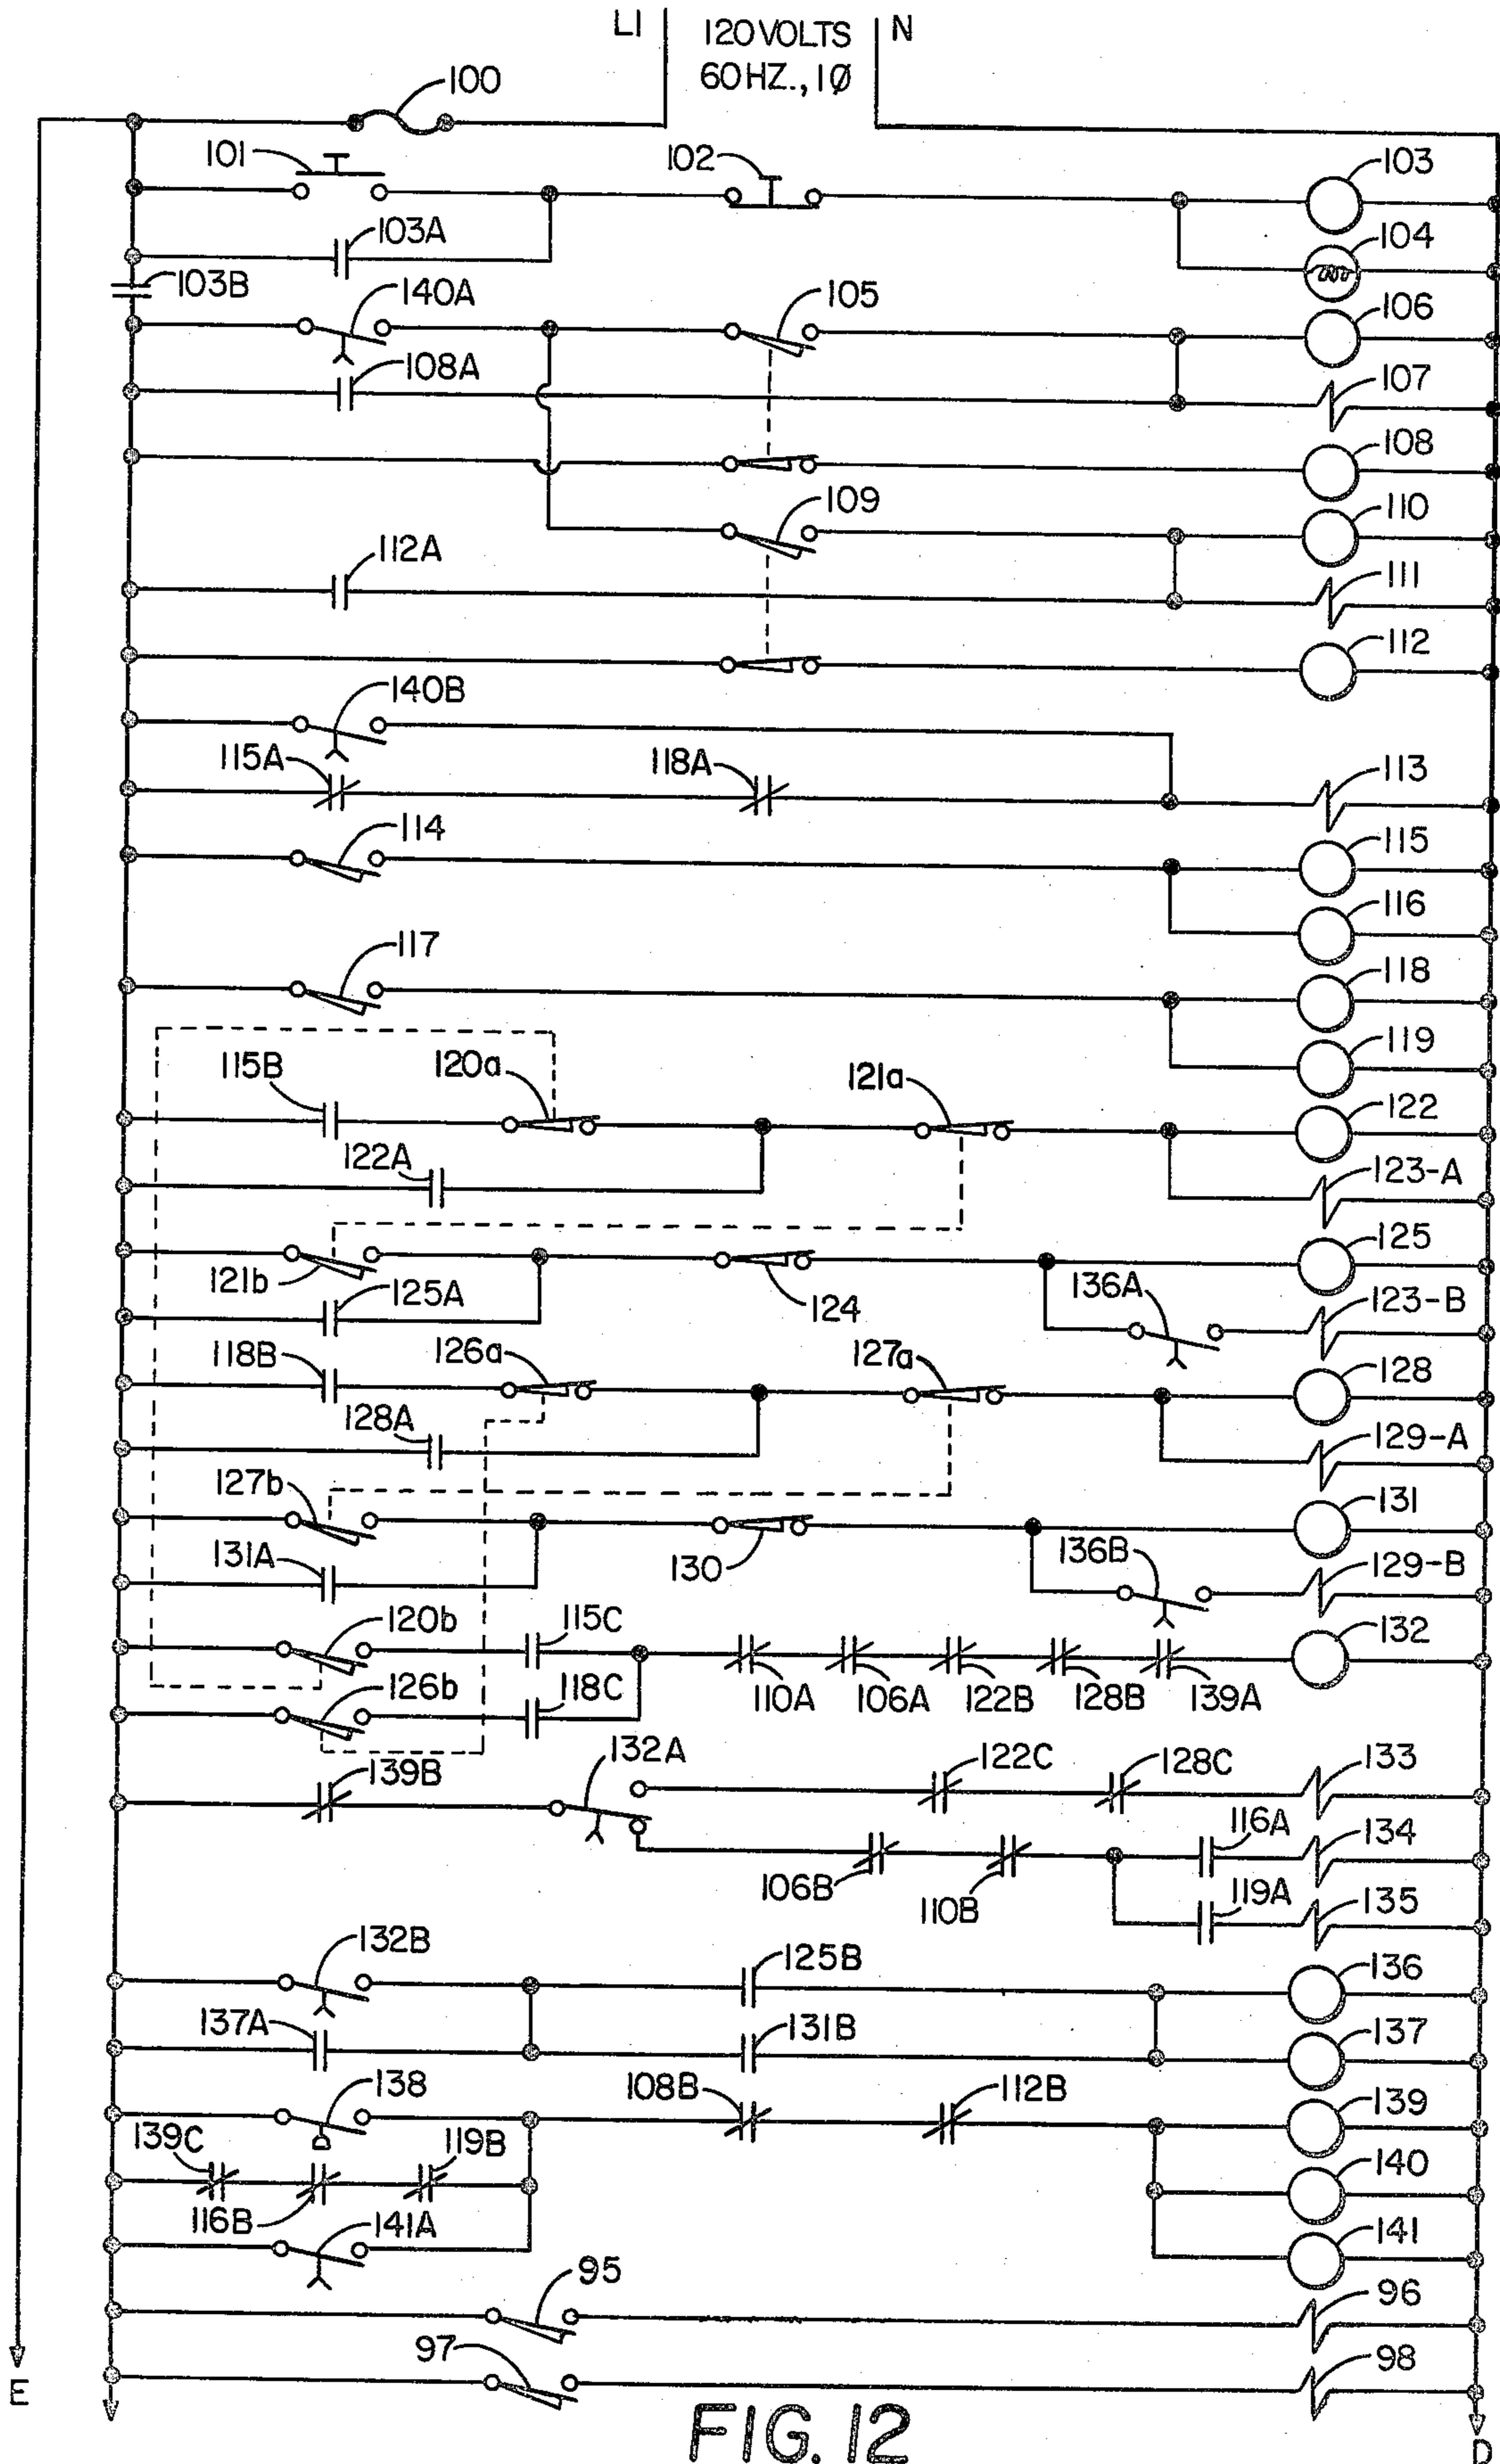 L1 120 VOLTS N
60HZ., 1Ø
100
101
102
103
103A
104
103B
140A
105
106
108A
107
108
109
110
112A
111
112
140B
115A
118A
113
114
115
116
117
118
119
115B
120a
121a
122
122A
123-A
121b
125A
124
136A
125
123-B
118B
126a
127a
128
128A
129-A
127b
131A
130
136B
131
129-B
120b
115C
132
126b
118C
110A
106A
122B
128B
139A
139B
132A
122C
128C
133
106B
110B
116A
134
119A
135
132B
125B
136
137A
131B
137
138
108B
112B
139
139C
119B
116B
141A
140
141
95
96
97
98
E
D
FIG. 12